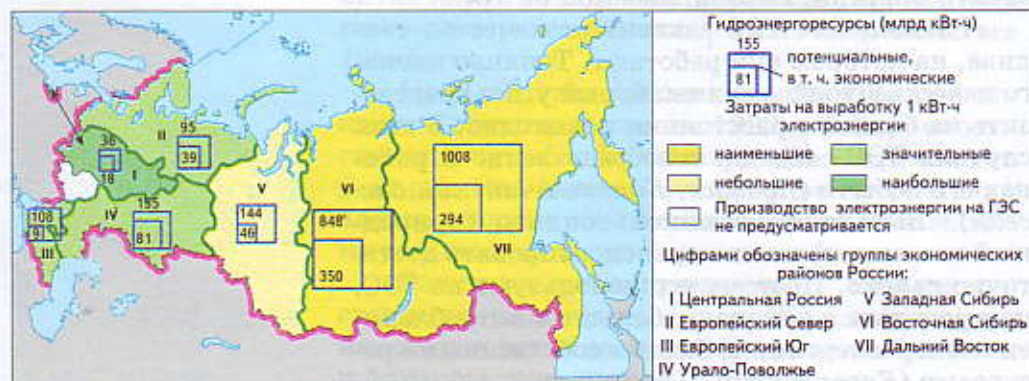 II
95
39
I
18
IV
155
81
108
9
III
V
144
46
VI
848
350
1008
294
VII
Гидроэнергоресурсы (млрд кВт-ч)
155
81
потенциальные,
в т. ч. экономические
Затраты на выработку 1 кВт-ч
электроэнергии
наименьшие
значительные
небольшие
наибольшие
Производство электроэнергии на ГЭС
не предусматривается
Цифрами обозначены группы экономических
районов России:
I Центральная Россия
V Западная Сибирь
II Европейский Север
VI Восточная Сибирь
III Европейский Юг
VII Дальний Восток
IV Урало-Поволжье